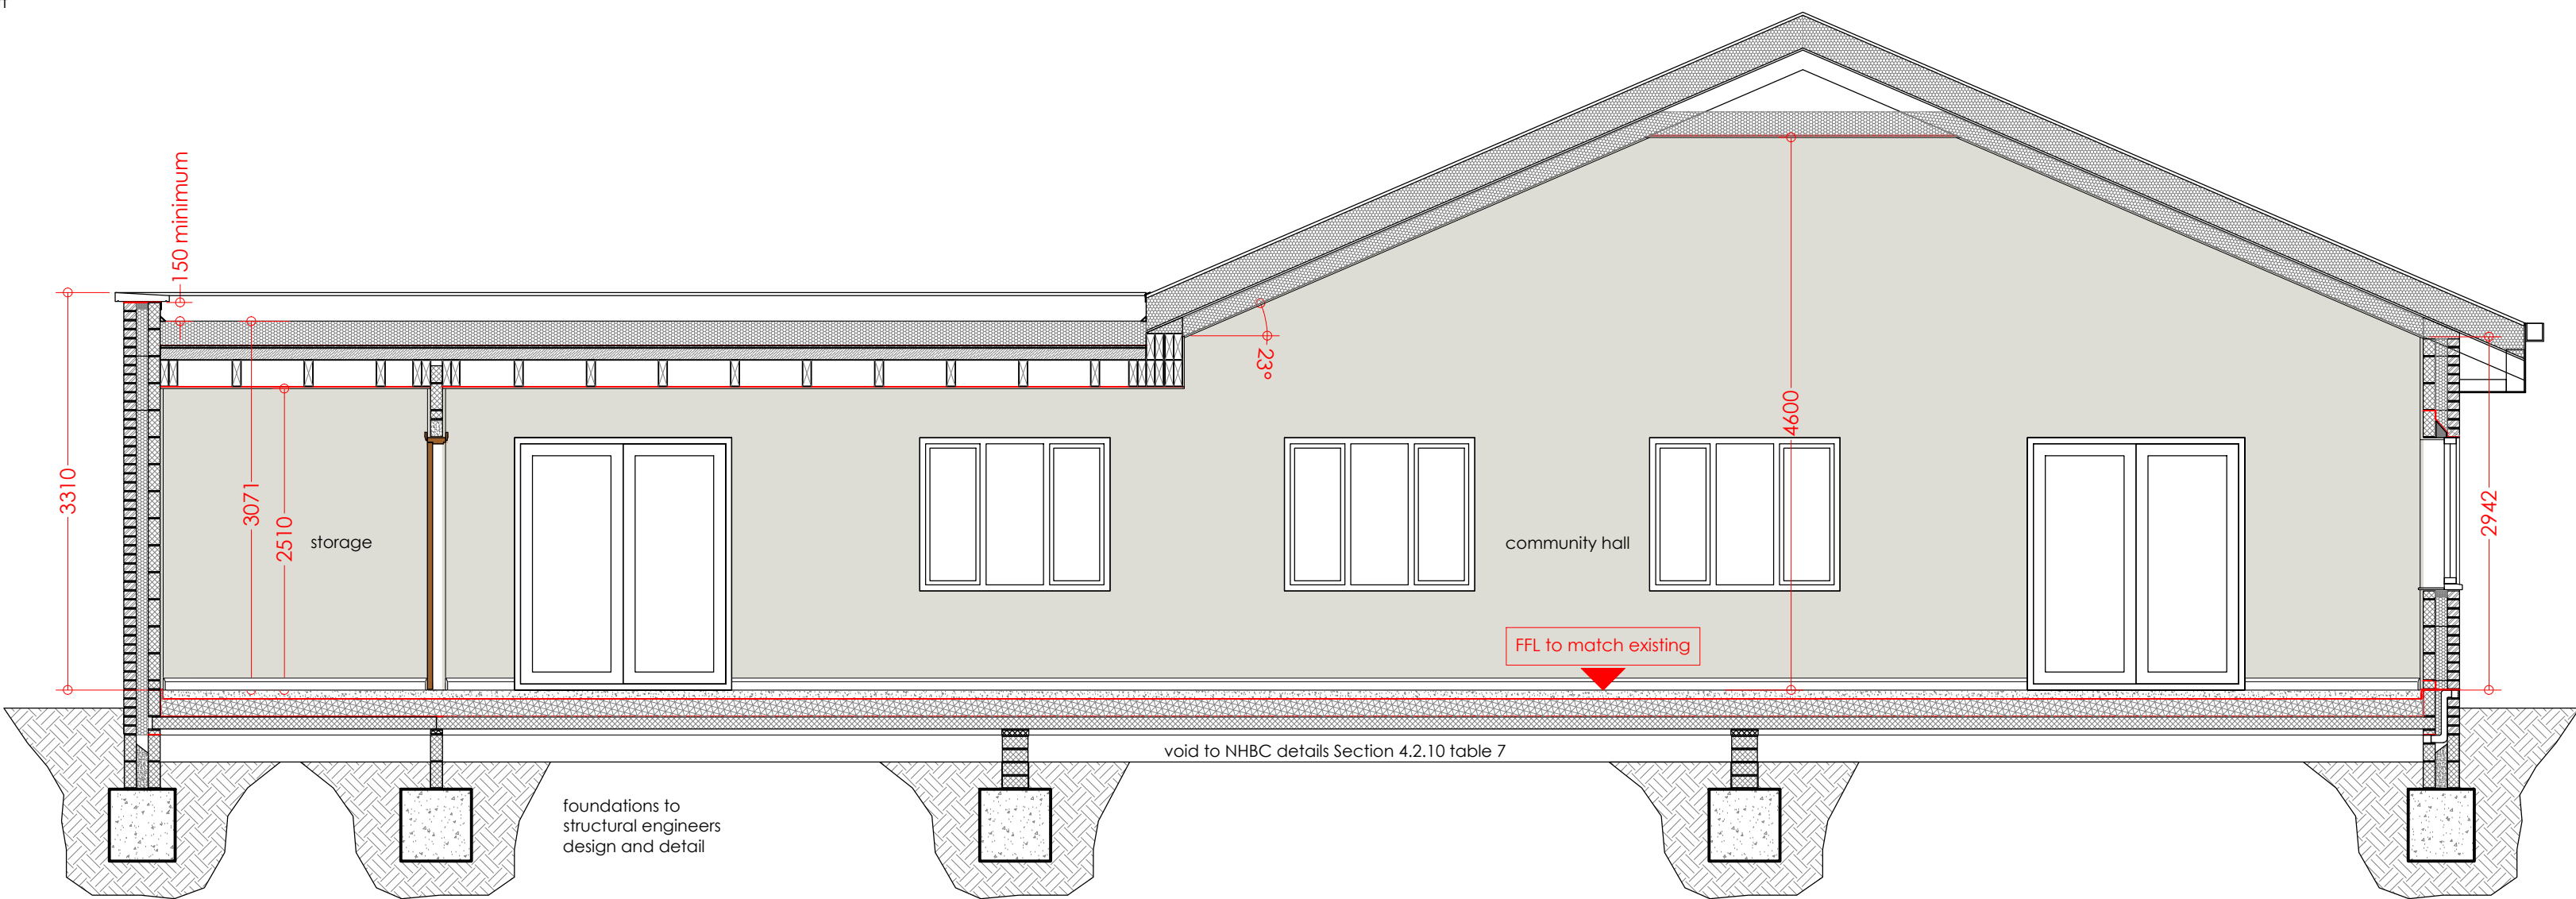 150 minimum
3310
3071
2510
storage
23°
4600
community hall
2942
FFL to match existing
void to NHBC details Section 4.2.10 table 7
foundations to
structural engineers
design and detail